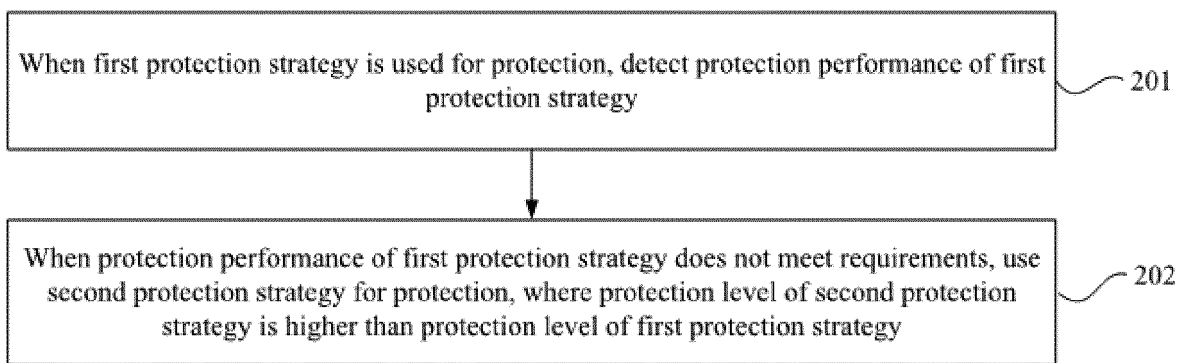 When first protection strategy is used for protection, detect protection performance of first
protection strategy
201
When protection performance of first protection strategy does not meet requirements, use
second protection strategy for protection, where protection level of second protection
strategy is higher than protection level of first protection strategy
202